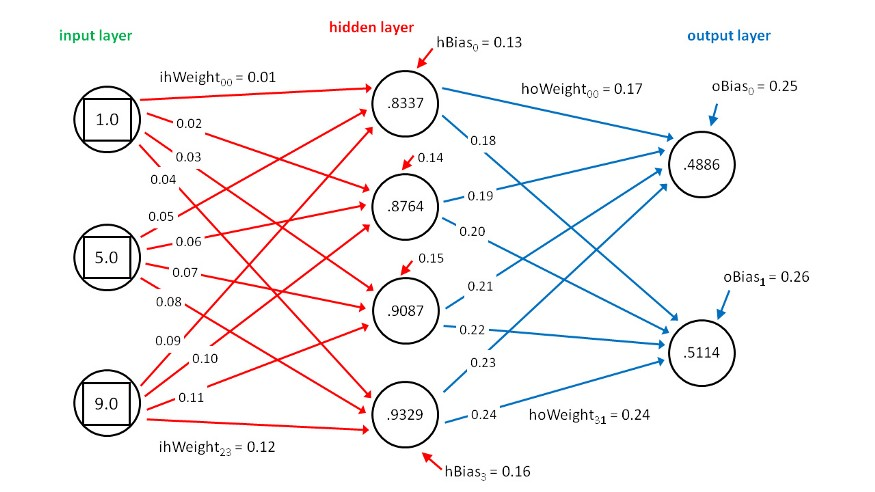 input layer
hidden layer
output layer
hBias0 = 0.13
ihWeight00 = 0.01
hoWeight00 = 0.17
oBias0 = 0.25
1.0
.8337
0.02
0.03
0.04
0.18
0.14
.4886
0.05
.8764
0.19
0.06
0.20
5.0
0.07
0.15
0.08
0.21
oBias1 = 0.26
.9087
0.22
0.09
0.10
0.23
.5114
0.11
9.0
.9329
0.24
hoWeight31 = 0.24
ihWeight23 = 0.12
hBias3 = 0.16